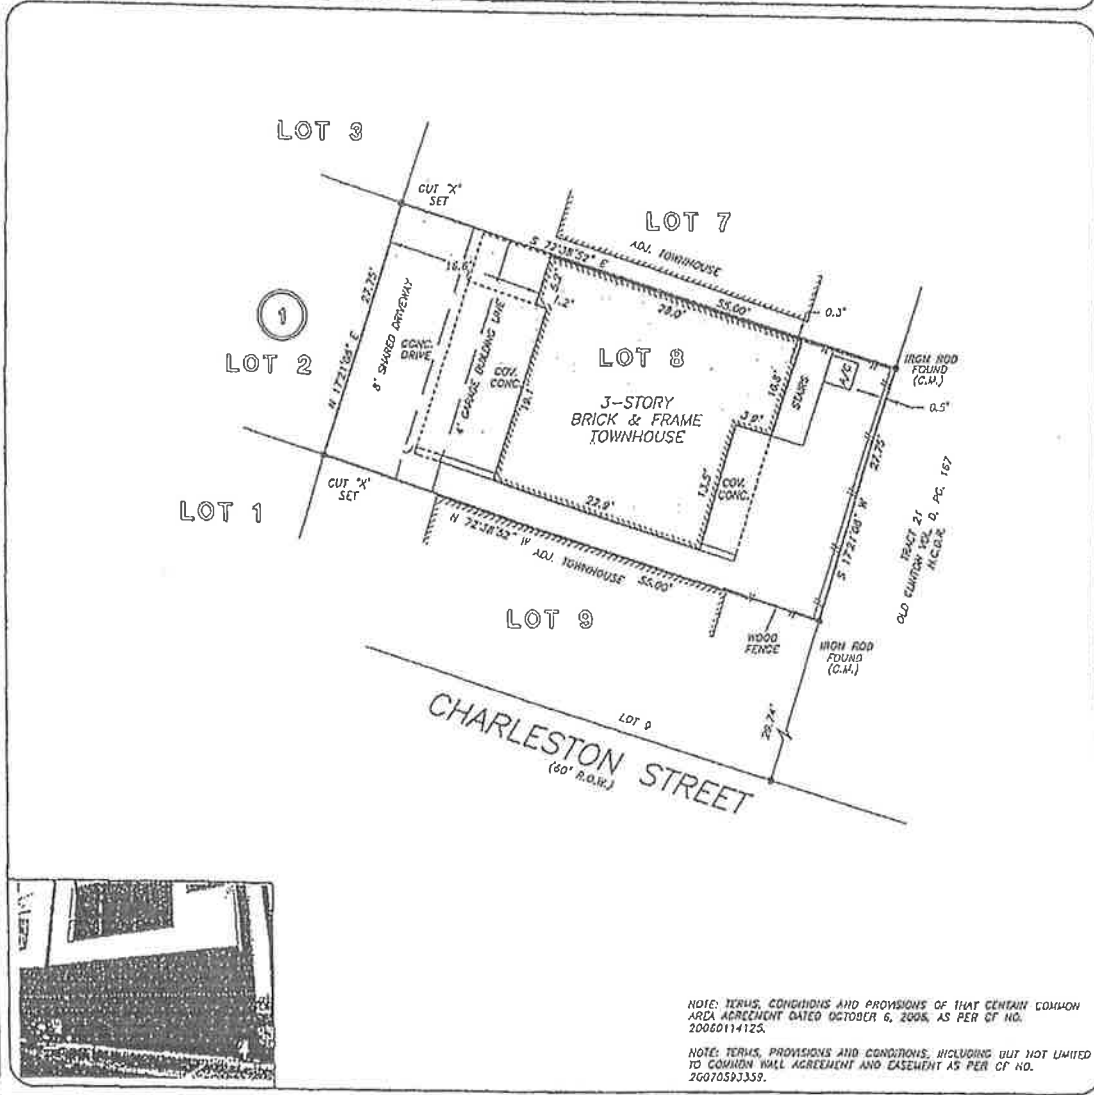 LOT 3
CUT "X"
SET
LOT 7
ADJ. TOWNHOUSE
S 72°38'52" E
55.00'
28.0'
0.3'
16.6'
1.2'
N 17°21'08" E
27.75'
8' SHARED DRIVEWAY
CONC.
DRIVE
4' GARAGE BUILDING LINE
COV.
CONC.
19.1'
1
LOT 2
LOT 8
3-STORY
BRICK & FRAME
TOWNHOUSE
16.8'
STAIRS
A/C
IRON ROD
FOUND
(C.M.)
0.5'
3.9'
13.5'
COV.
CONC.
27.75'
S 17°21'08" W
TRACT 21
OLD CLINTON VOL. D, PG. 167
H.C.D.R.
CUT "X"
SET
LOT 1
22.9'
N 72°38'52" W
ADJ. TOWNHOUSE
55.00'
LOT 9
WOOD
FENCE
IRON ROD
FOUND
(C.M.)
LOT 9
CHARLESTON STREET
(60' R.O.W.)
NOTE: TERMS, CONDITIONS AND PROVISIONS OF THAT CERTAIN COMMON
AREA AGREEMENT DATED OCTOBER 6, 2006, AS PER CF NO.
20060114125.
NOTE: TERMS, PROVISIONS AND CONDITIONS, INCLUDING BUT NOT LIMITED
TO COMMON WALL AGREEMENT AND EASEMENT AS PER CF NO.
20070593359.